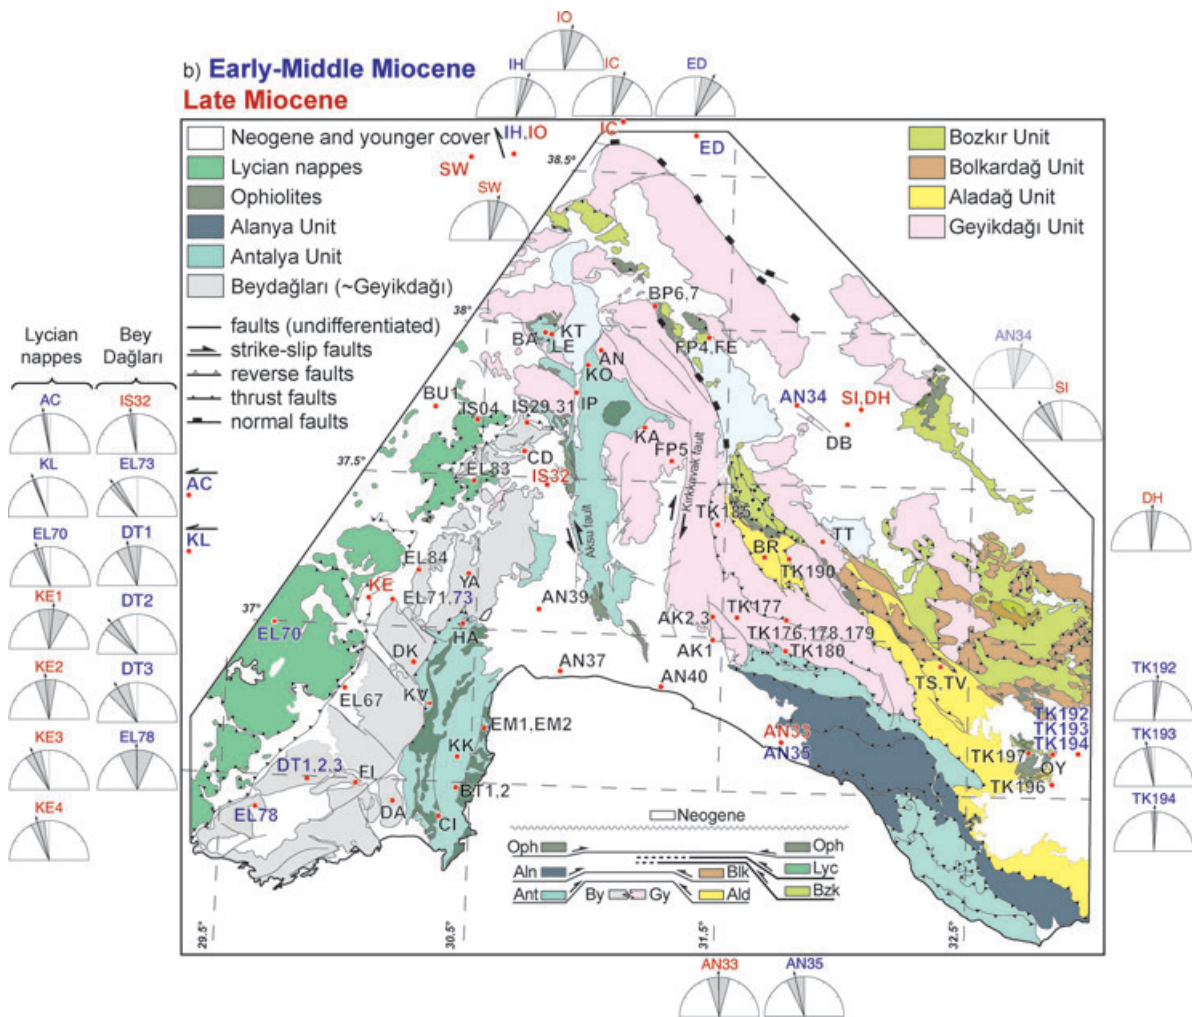 IO
IH
IC
ED
b) Early-Middle Miocene
Late Miocene
IH,IO
IC
ED
SW
38.5°
SW
Neogene and younger cover
Lycian nappes
Ophiolites
Alanya Unit
Antalya Unit
Beydağları (~Geyikdağı)
faults (undifferentiated)
strike-slip faults
reverse faults
thrust faults
normal faults
Bozkır Unit
Bolkardağ Unit
Aladağ Unit
Geyikdağı Unit
Lycian nappes
Bey Dağları
AC
IS32
KL
EL73
EL70
DT1
KE1
DT2
KE2
DT3
KE3
EL78
KE4
38°
BP6,7
BA
KT
LE
AN
KO
FP4,FE
AN34
SI
BU1
IS04
IS29,31
IP
AN34
SI,DH
DB
KA
FP5
CD
37.5°
EL83
IS32
Kırkkavak fault
Aksu fault
AC
KL
DH
TK185
TT
BR
TK190
EL84
KE
YA
EL71,73
AN39
37°
EL70
HA
AK2,3
TK177
TK176,178,179
AK1
TK180
DK
AN37
AN40
TS,TV
EL67
KV
EM1,EM2
AN33
AN35
TK192
TK193
TK194
TK192
TK193
TK194
KK
TK197
OY
TK196
DT1,2,3
FI
BT1,2
EL78
DA
CI
Neogene
Oph
Oph
Aln
Blk
Lyc
Ant
By
Gy
Ald
Bzk
29.5°
30.5°
31.5°
32.5°
AN33
AN35